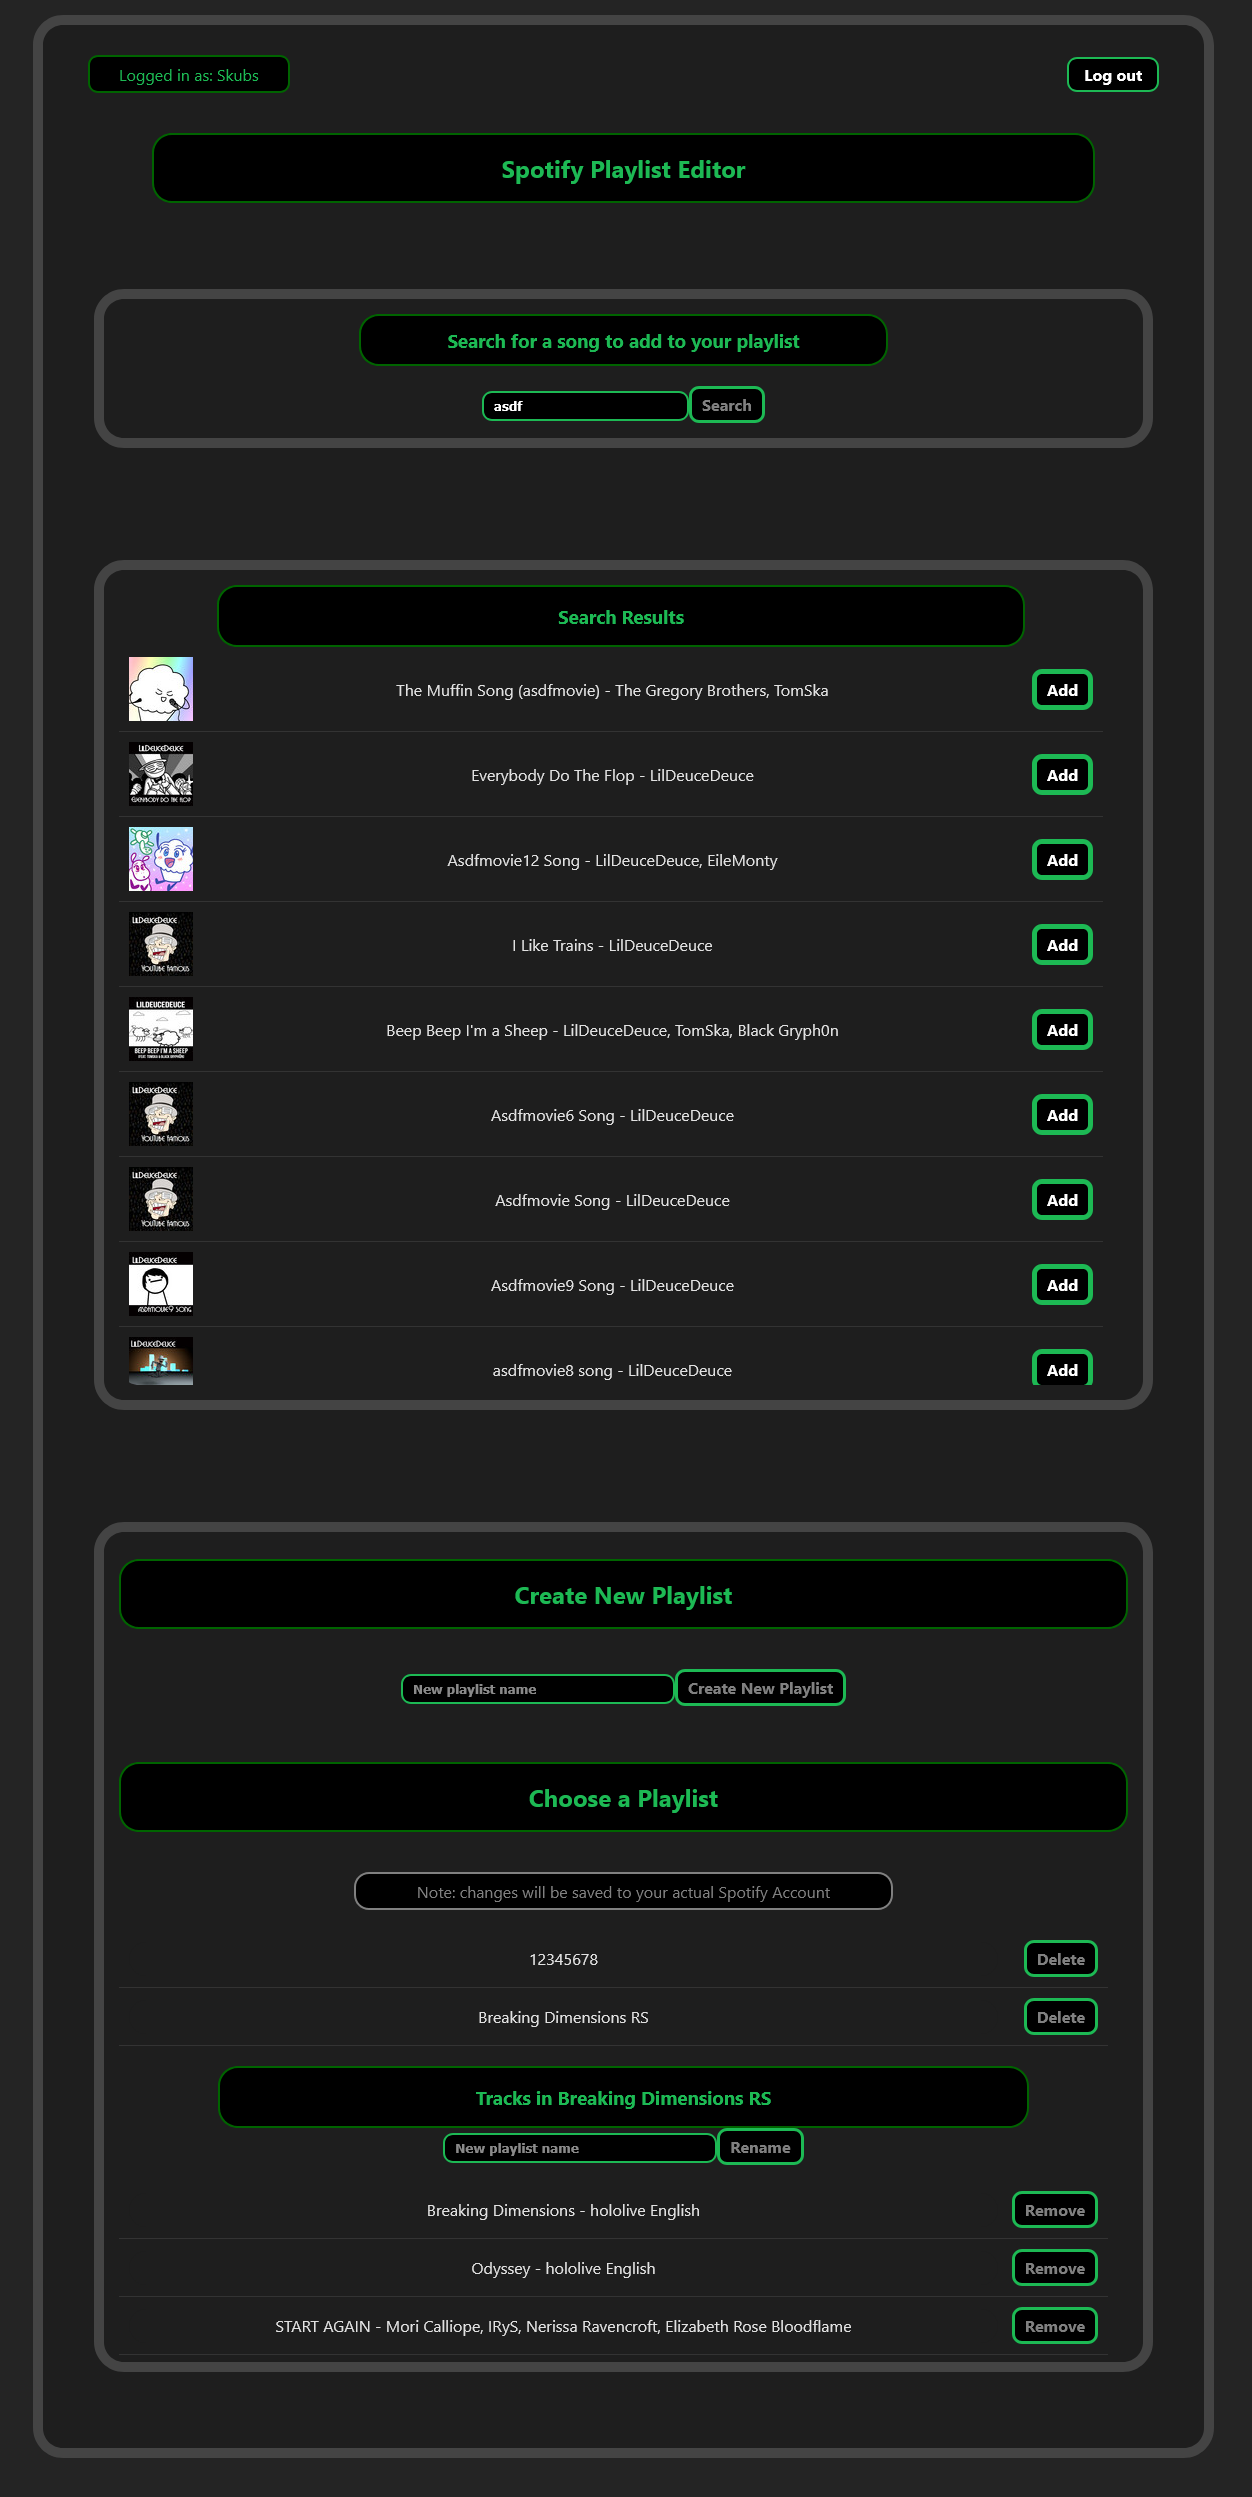 Logged in as: Skubs
Log out
Spotify Playlist Editor
Search for a song to add to your playlist
asdf
Search
Search Results
The Muffin Song (asdfmovie) - The Gregory Brothers, TomSka
Add
LilDeuceDeuce
EVERYBODY DO THE FLOP
Everybody Do The Flop - LilDeuceDeuce
Add
Asdfmovie12 Song - LilDeuceDeuce, EileMonty
Add
LilDeuceDeuce
YOUTUBE FAMOUS
I Like Trains - LilDeuceDeuce
Add
LILDEUCEDEUCE
BEEP BEEP I'M A SHEEP
Beep Beep I'm a Sheep - LilDeuceDeuce, TomSka, Black Gryph0n
Add
LilDeuceDeuce
YOUTUBE FAMOUS
Asdfmovie6 Song - LilDeuceDeuce
Add
LilDeuceDeuce
YOUTUBE FAMOUS
Asdfmovie Song - LilDeuceDeuce
Add
LilDeuceDeuce
ASDFMOVIE9 SONG
Asdfmovie9 Song - LilDeuceDeuce
Add
LilDeuceDeuce
asdfmovie8 song - LilDeuceDeuce
Add
Create New Playlist
New playlist name
Create New Playlist
Choose a Playlist
Note: changes will be saved to your actual Spotify Account
12345678
Delete
Breaking Dimensions RS
Delete
Tracks in Breaking Dimensions RS
New playlist name
Rename
Breaking Dimensions - hololive English
Remove
Odyssey - hololive English
Remove
START AGAIN - Mori Calliope, IRyS, Nerissa Ravencroft, Elizabeth Rose Bloodflame
Remove